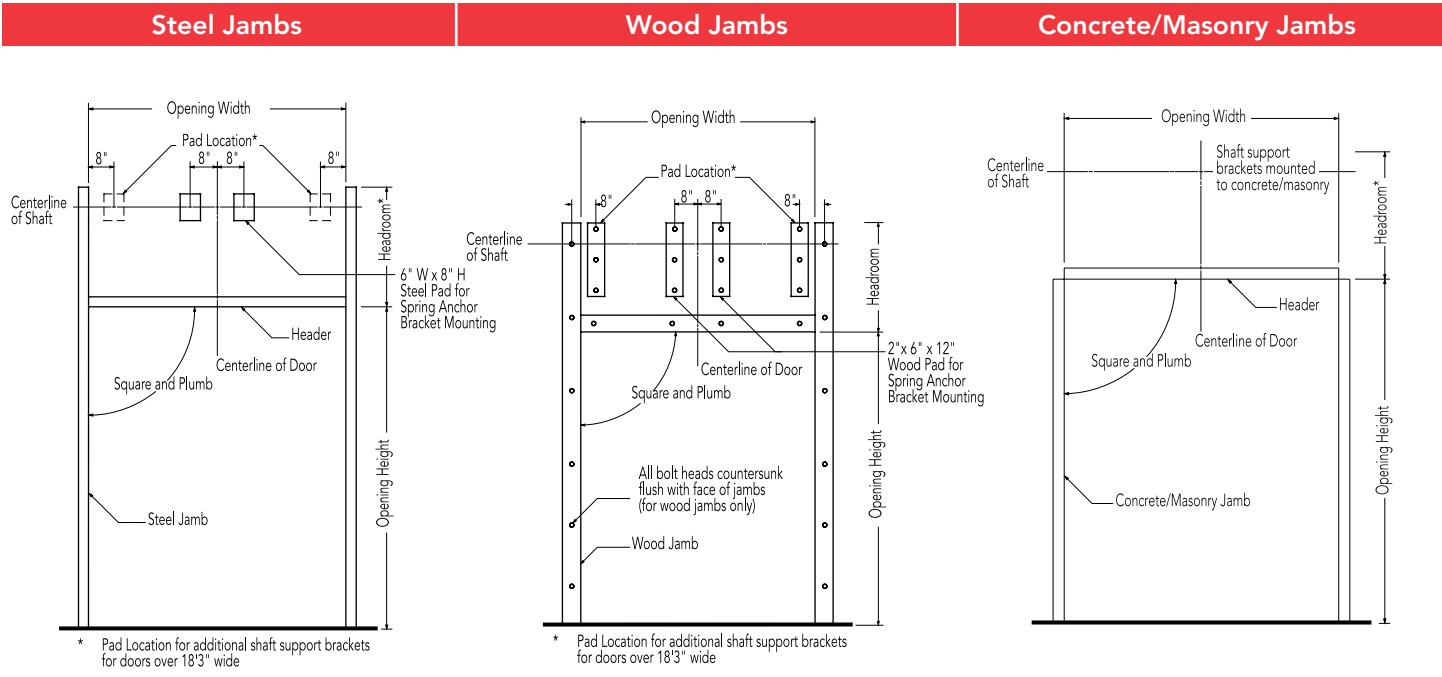 Steel Jambs
Wood Jambs
Concrete/Masonry Jambs
Opening Width
Pad Location*
8"
8"
8"
8"
Centerline
of Shaft
Headroom*
6" W x 8" H
Steel Pad for
Spring Anchor
Bracket Mounting
Header
Centerline of Door
Square and Plumb
Opening Height
Steel Jamb
* Pad Location for additional shaft support brackets
for doors over 18'3" wide
Opening Width
Pad Location*
8"
8"
8"
8"
Centerline
of Shaft
Headroom
2"x 6" x 12"
Wood Pad for
Spring Anchor
Bracket Mounting
Centerline of Door
Square and Plumb
Opening Height
All bolt heads countersunk
flush with face of jambs
(for wood jambs only)
Wood Jamb
* Pad Location for additional shaft support brackets
for doors over 18'3" wide
Opening Width
Centerline
of Shaft
Shaft support
brackets mounted
to concrete/masonry
Headroom*
Header
Centerline of Door
Square and Plumb
Opening Height
Concrete/Masonry Jamb